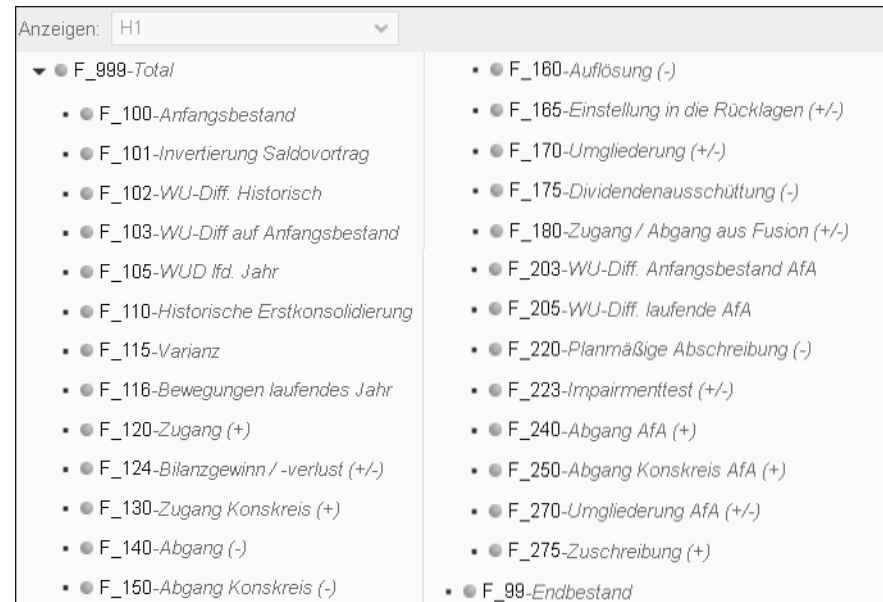 Anzeigen: H1
F_999-Total
F_100-Anfangsbestand
F_101-Invertierung Saldovortrag
F_102-WU-Diff. Historisch
F_103-WU-Diff auf Anfangsbestand
F_105-WUD lfd. Jahr
F_110-Historische Erstkonsolidierung
F_115-Varianz
F_116-Bewegungen laufendes Jahr
F_120-Zugang (+)
F_124-Bilanzgewinn / -verlust (+/-)
F_130-Zugang Konskreis (+)
F_140-Abgang (-)
F_150-Abgang Konskreis (-)
F_160-Auflösung (-)
F_165-Einstellung in die Rücklagen (+/-)
F_170-Umgliederung (+/-)
F_175-Dividendenausschüttung (-)
F_180-Zugang / Abgang aus Fusion (+/-)
F_203-WU-Diff. Anfangsbestand AfA
F_205-WU-Diff. laufende AfA
F_220-Planmäßige Abschreibung (-)
F_223-Impairmenttest (+/-)
F_240-Abgang AfA (+)
F_250-Abgang Konskreis AfA (+)
F_270-Umgliederung AfA (+/-)
F_275-Zuschreibung (+)
F_99-Endbestand